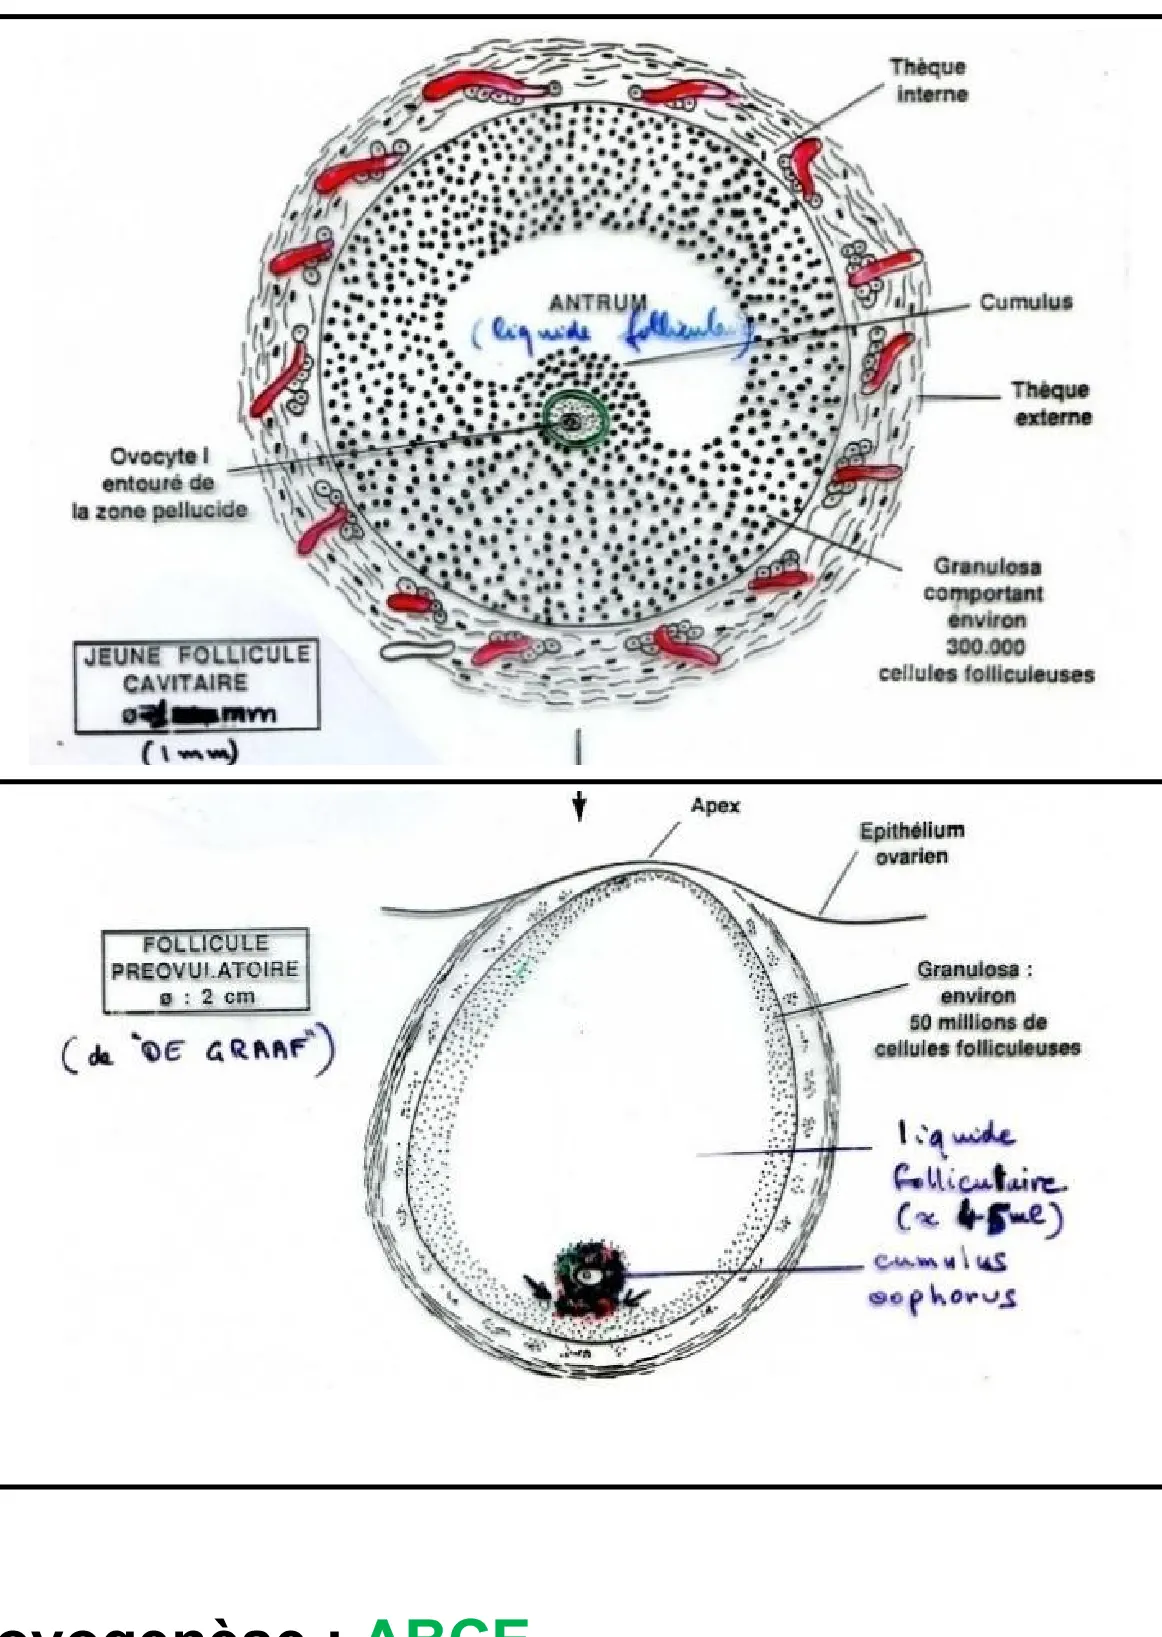 Thèque
interne
ANTRUM
(liquide folliculaire)
Cumulus
Thèque
externe
Ovocyte I
entouré de
la zone pellucide
Granulosa
comportant
environ
300.000
cellules folliculeuses
JEUNE FOLLICULE
CAVITAIRE
ø mm
(1 mm)
Apex
Epithélium
ovarien
FOLLICULE
PREOVULATOIRE
ø : 2 cm
(de "DE GRAAF")
Granulosa :
environ
50 millions de
cellules folliculeuses
liquide
folliculaire
cumulus
oophorus
ovogenèse : ABCE